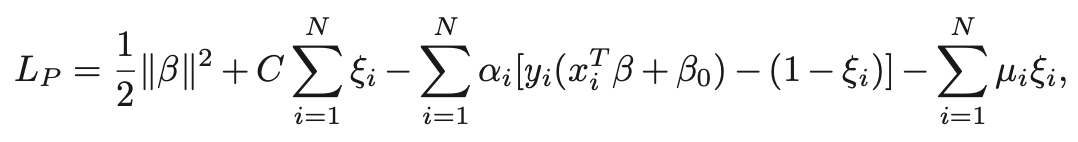 $L_P = \frac{1}{2}\|\beta\|^2 + C\sum_{i=1}^{N}\xi_i - \sum_{i=1}^{N}\alpha_i[y_i(x_i^T\beta + \beta_0) - (1 - \xi_i)] - \sum_{i=1}^{N}\mu_i\xi_i,$